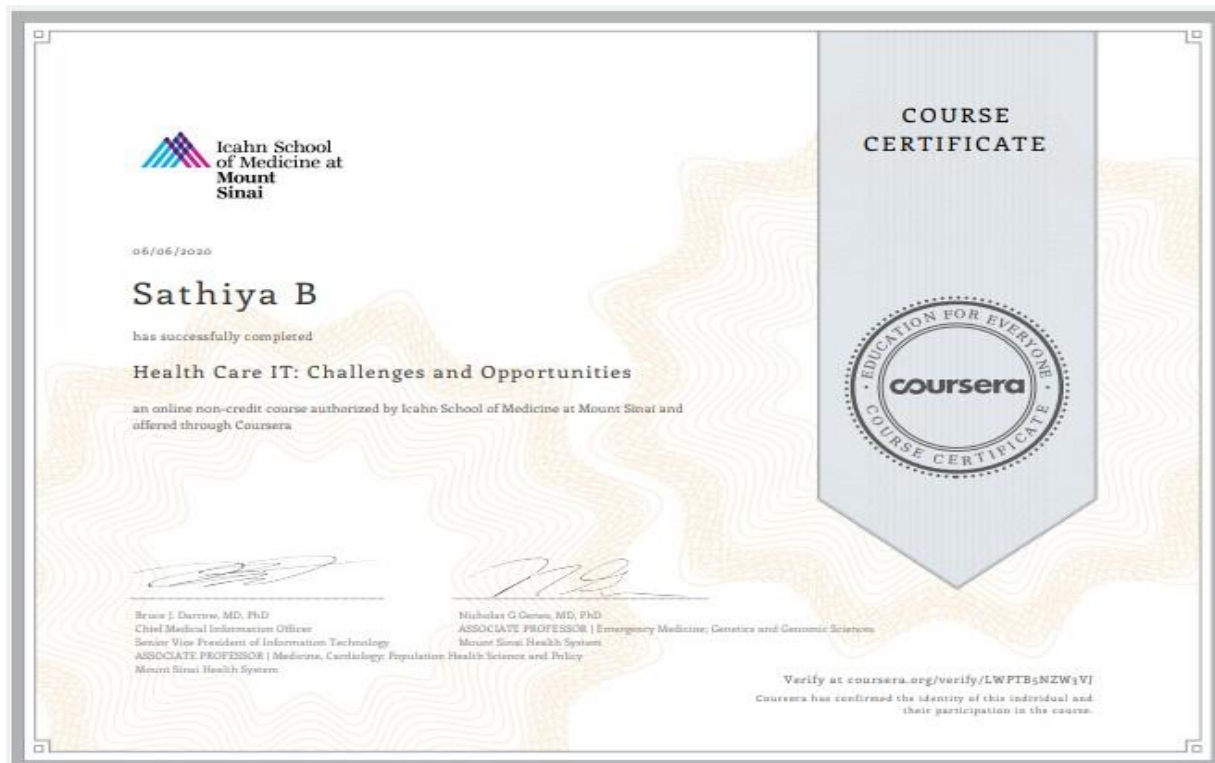 Icahn School
of Medicine at
Mount
Sinai
06/06/2020
Sathiya B
has successfully completed
Health Care IT: Challenges and Opportunities
an online non-credit course authorized by Icahn School of Medicine at Mount Sinai and
offered through Coursera
COURSE
CERTIFICATE
EDUCATION FOR EVERYONE
coursera
COURSE CERTIFICATE
Bruce J. Darrow, MD, PhD
Chief Medical Information Officer
Senior Vice President of Information Technology
ASSOCIATE PROFESSOR | Medicine, Cardiology; Population Health Science and Policy
Mount Sinai Health System
Nicholas G Genes, MD, PhD
ASSOCIATE PROFESSOR | Emergency Medicine; Genetics and Genomic Sciences
Mount Sinai Health System
Verify at coursera.org/verify/LWPTB5NZW3VJ
Coursera has confirmed the identity of this individual and
their participation in the course.